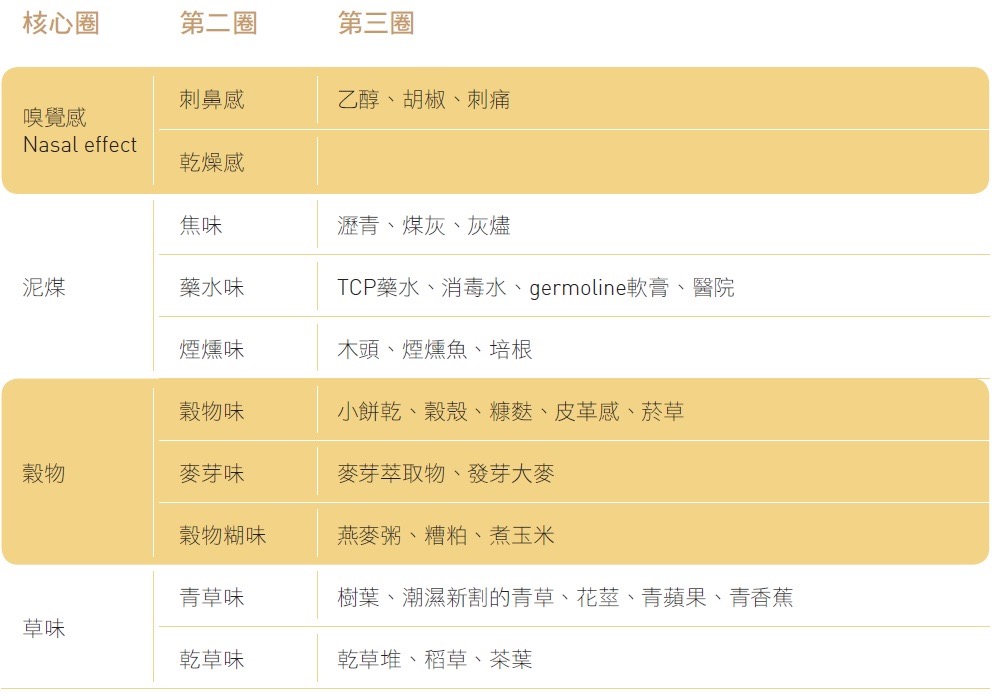 核心圈 第二圈 第三圈
嗅覺感
Nasal effect
刺鼻感 乙醇、胡椒、刺痛
乾燥感
泥煤
焦味 瀝青、煤灰、灰燼
藥水味 TCP藥水、消毒水、germoline軟膏、醫院
煙燻味 木頭、煙燻魚、培根
穀物
穀物味 小餅乾、穀殼、糠麩、皮革感、菸草
麥芽味 麥芽萃取物、發芽大麥
穀物糊味 燕麥粥、糟粕、煮玉米
草味
青草味 樹葉、潮濕新割的青草、花莖、青蘋果、青香蕉
乾草味 乾草堆、稻草、茶葉